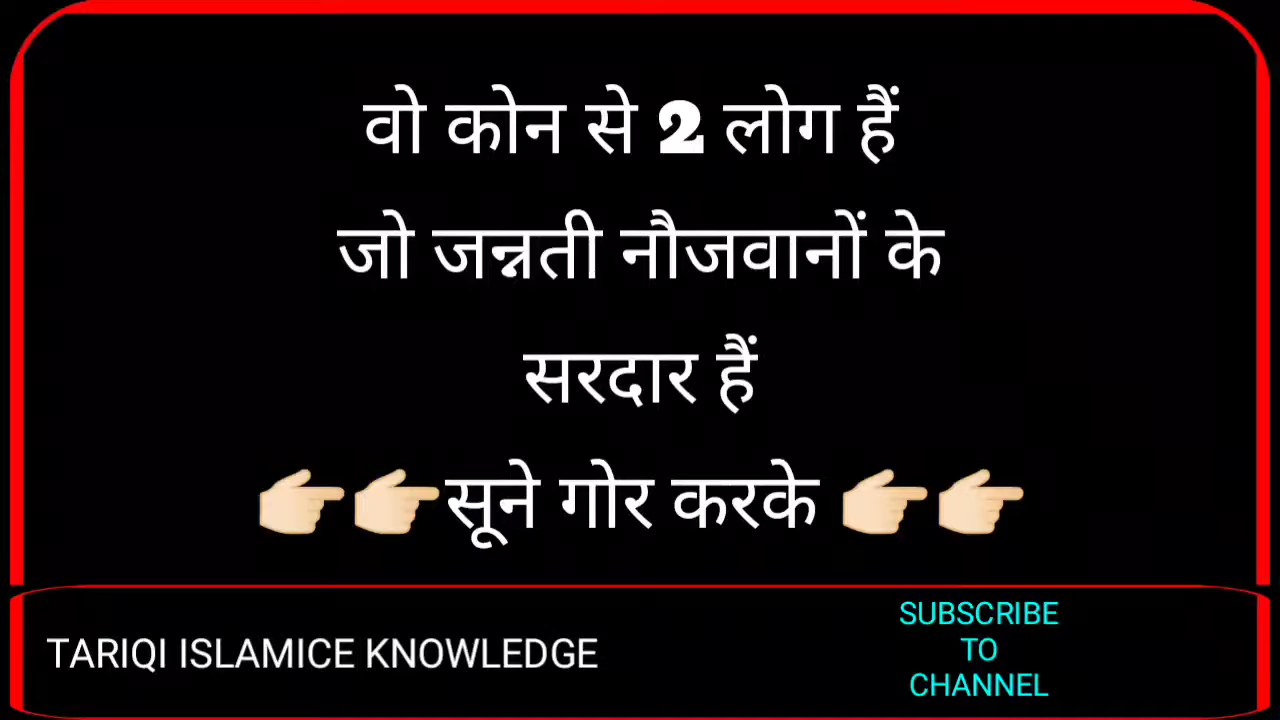 वो कोन से 2 लोग हैं
जो जन्नती नौजवानों के
सरदार हैं
👉🏻👉🏻सूने गोर करके 👉🏻👉🏻
TARIQI ISLAMICE KNOWLEDGE
SUBSCRIBE
TO
CHANNEL